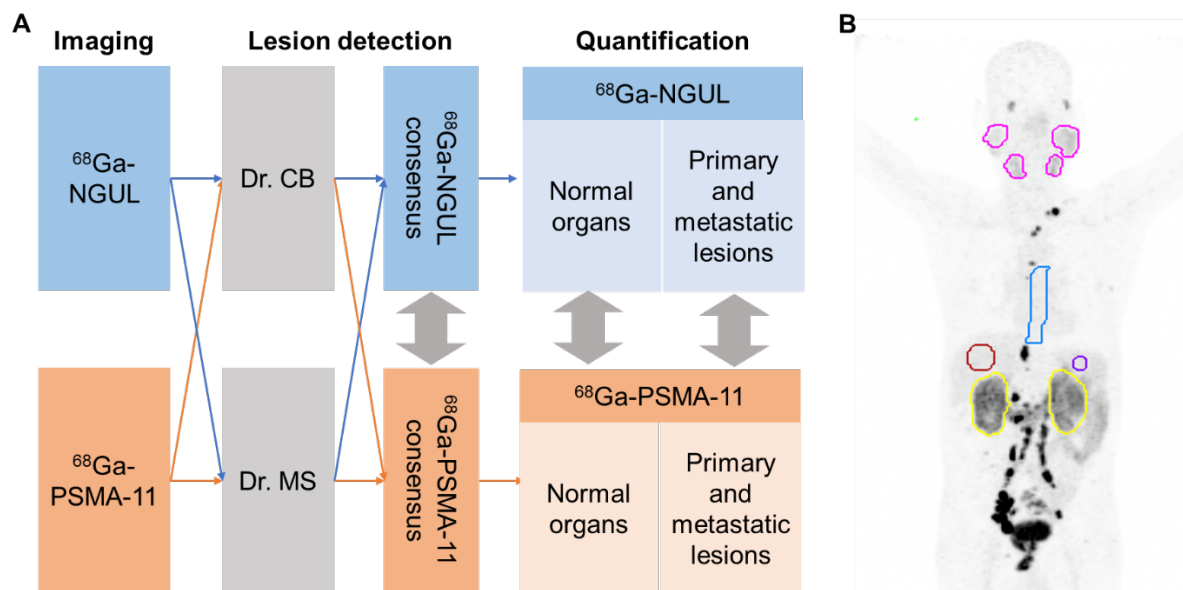 A
Imaging
Lesion detection
Quantification
B
⁶⁸Ga-
NGUL
Dr. CB
⁶⁸Ga-NGUL
consensus
⁶⁸Ga-NGUL
Normal
organs
Primary
and
metastatic
lesions
⁶⁸Ga-
PSMA-11
Dr. MS
⁶⁸Ga-PSMA-11
consensus
⁶⁸Ga-PSMA-11
Normal
organs
Primary
and
metastatic
lesions